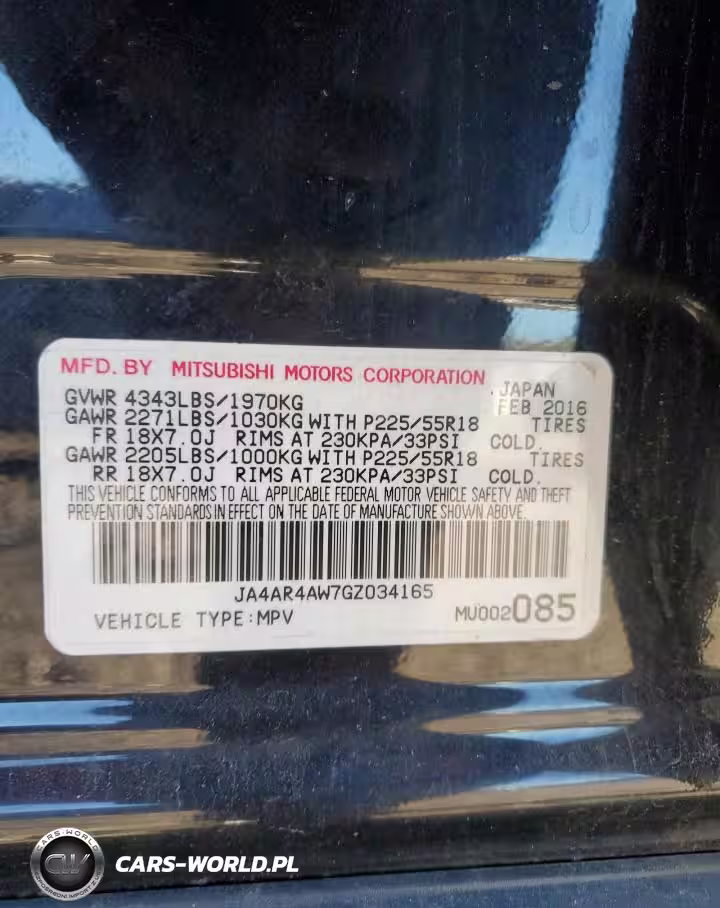 MFD. BY MITSUBISHI MOTORS CORPORATION
JAPAN
GVWR 4343LBS/1970KG FEB 2016
GAWR 2271LBS/1030KG WITH P225/55R18 TIRES
FR 18X7.0J RIMS AT 230KPA/33PSI COLD.
GAWR 2205LBS/1000KG WITH P225/55R18 TIRES
RR 18X7.0J RIMS AT 230KPA/33PSI COLD.
THIS VEHICLE CONFORMS TO ALL APPLICABLE FEDERAL MOTOR VEHICLE SAFETY AND THEFT
PREVENTION STANDARDS IN EFFECT ON THE DATE OF MANUFACTURE SHOWN ABOVE.
JA4AR4AW7GZ034165
VEHICLE TYPE:MPV MU002085
CARS-WORLD
CW
CARS-WORLD.PL